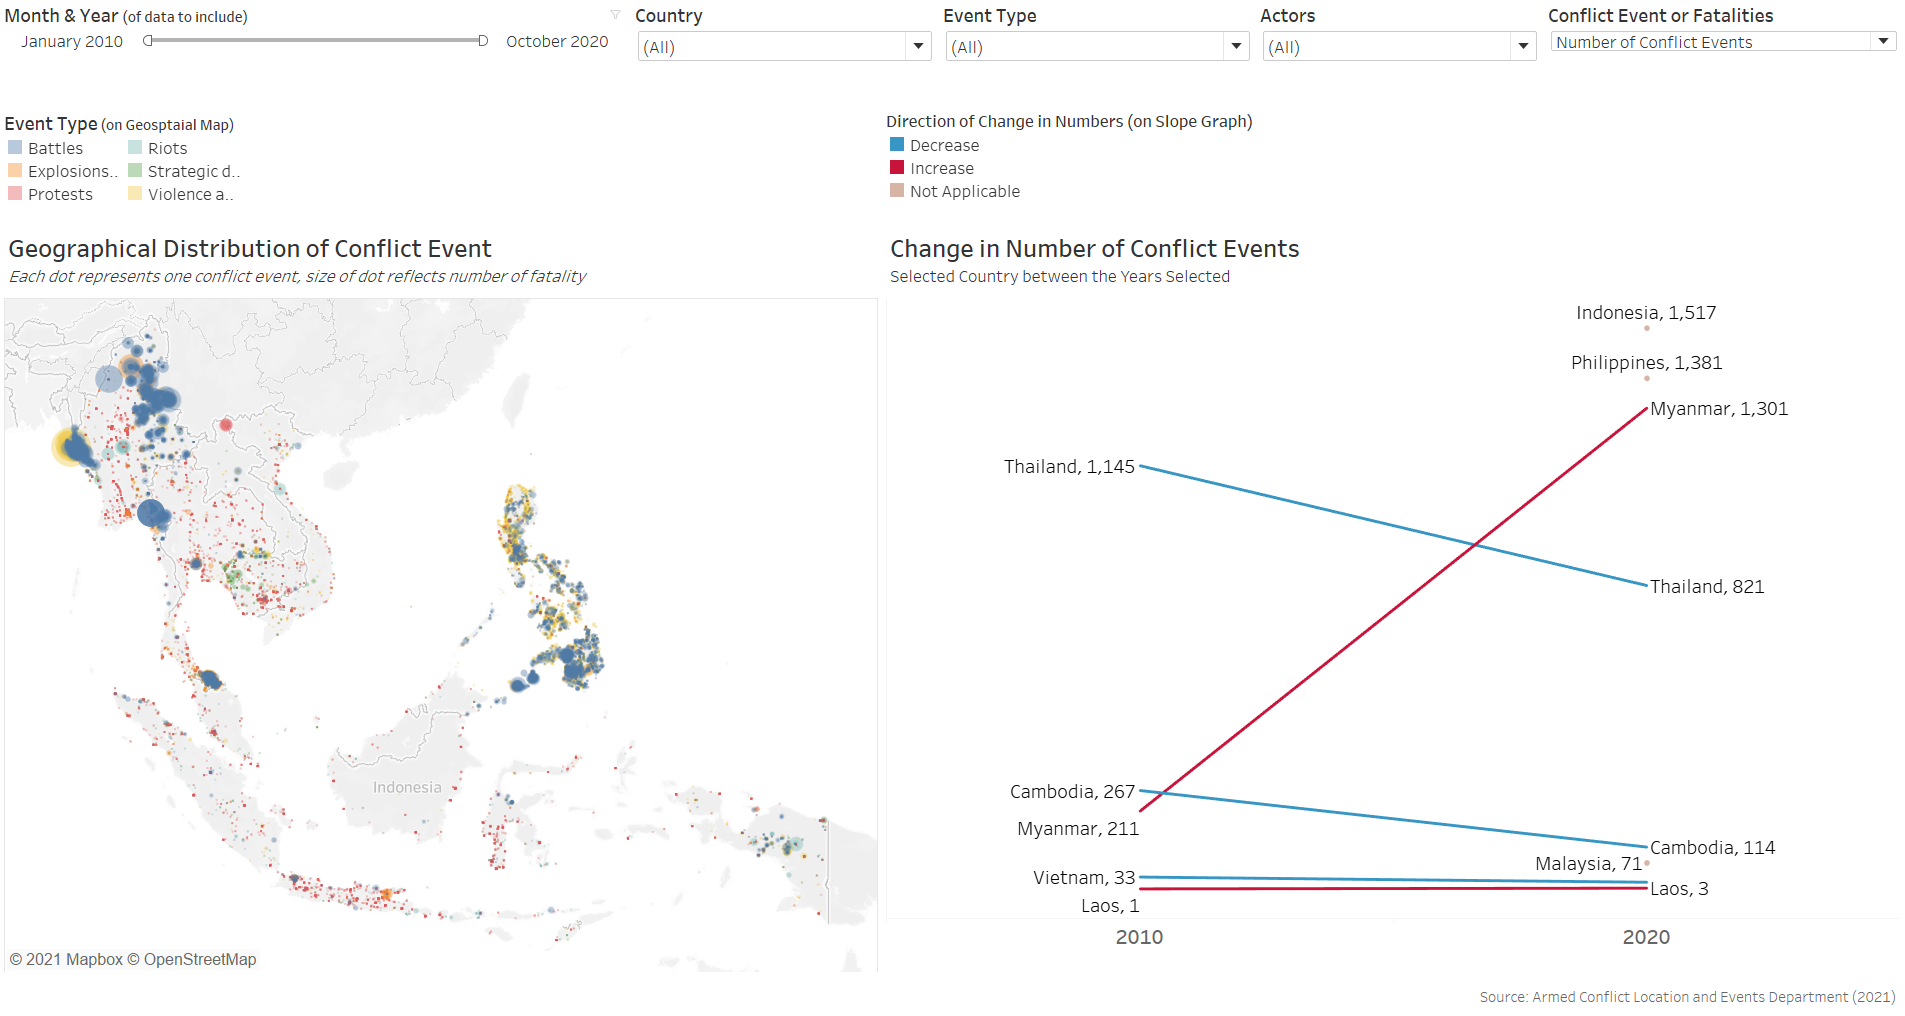 Month & Year (of data to include)
January 2010
October 2020
Country
(All)
Event Type
(All)
Actors
(All)
Conflict Event or Fatalities
Number of Conflict Events
Event Type (on Geosptaial Map)
Battles
Riots
Explosions..
Strategic d..
Protests
Violence a..
Direction of Change in Numbers (on Slope Graph)
Decrease
Increase
Not Applicable
Geographical Distribution of Conflict Event
Each dot represents one conflict event, size of dot reflects number of fatality
Indonesia
© 2021 Mapbox © OpenStreetMap
Change in Number of Conflict Events
Selected Country between the Years Selected
Indonesia, 1,517
Philippines, 1,381
Myanmar, 1,301
Thailand, 1,145
Thailand, 821
Cambodia, 267
Myanmar, 211
Cambodia, 114
Malaysia, 71
Vietnam, 33
Laos, 3
Laos, 1
2010
2020
Source: Armed Conflict Location and Events Department (2021)